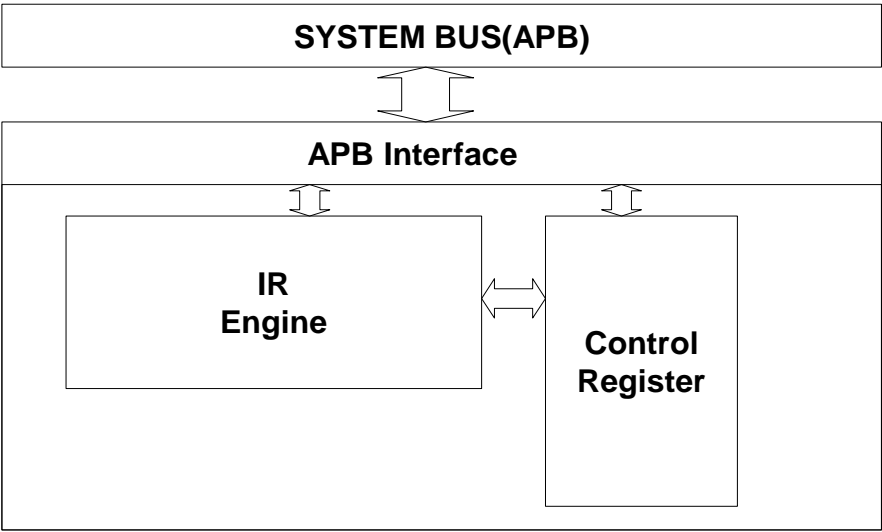 SYSTEM BUS(APB)
APB Interface
IR
Engine
Control
Register